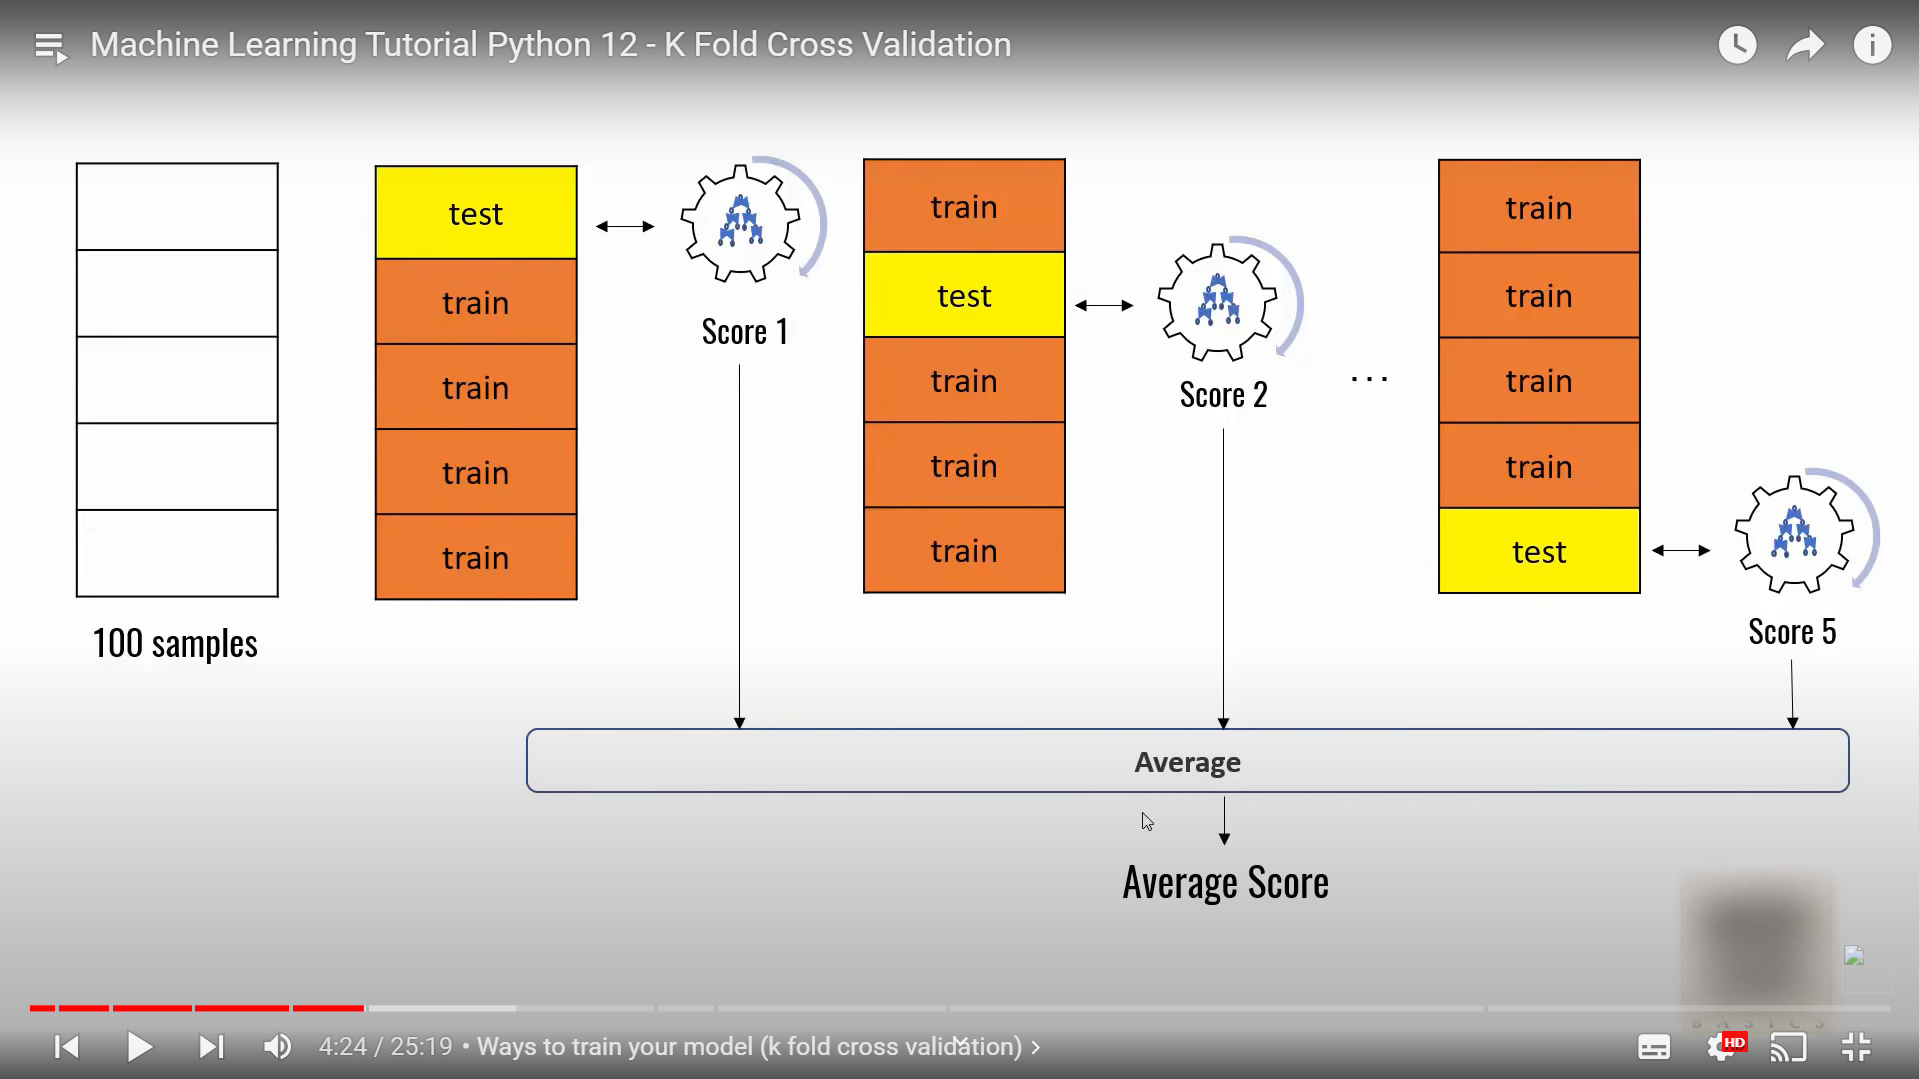 Machine Learning Tutorial Python 12 - K Fold Cross Validation
100 samples
test
train
train
train
train
Score 1
train
test
train
train
train
Score 2
...
train
train
train
train
test
Score 5
Average
Average Score
BASICS
4:24 / 25:19 • Ways to train your model (k fold cross validation) >
HD